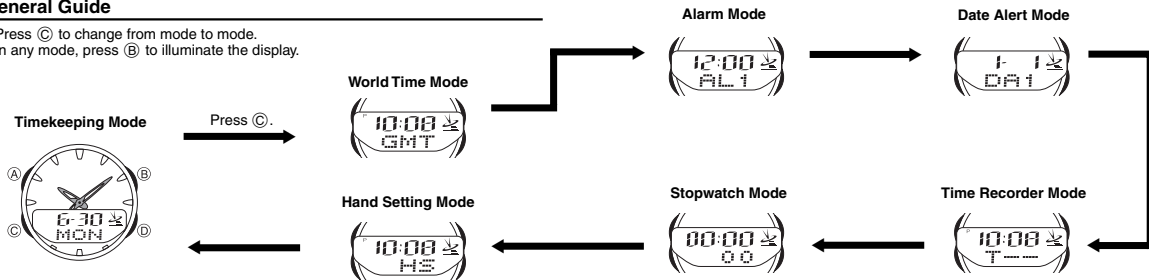 eneral Guide
Press Ⓒ to change from mode to mode.
n any mode, press Ⓑ to illuminate the display.
Alarm Mode
12:00
AL1
Date Alert Mode
1- 1
DA1
World Time Mode
P 10:08
GMT
Timekeeping Mode
Press Ⓒ.
Ⓐ
Ⓑ
Ⓒ
Ⓓ
6-30
MON
Hand Setting Mode
P 10:08
HS
Stopwatch Mode
00:00
00
Time Recorder Mode
P 10:08
T--